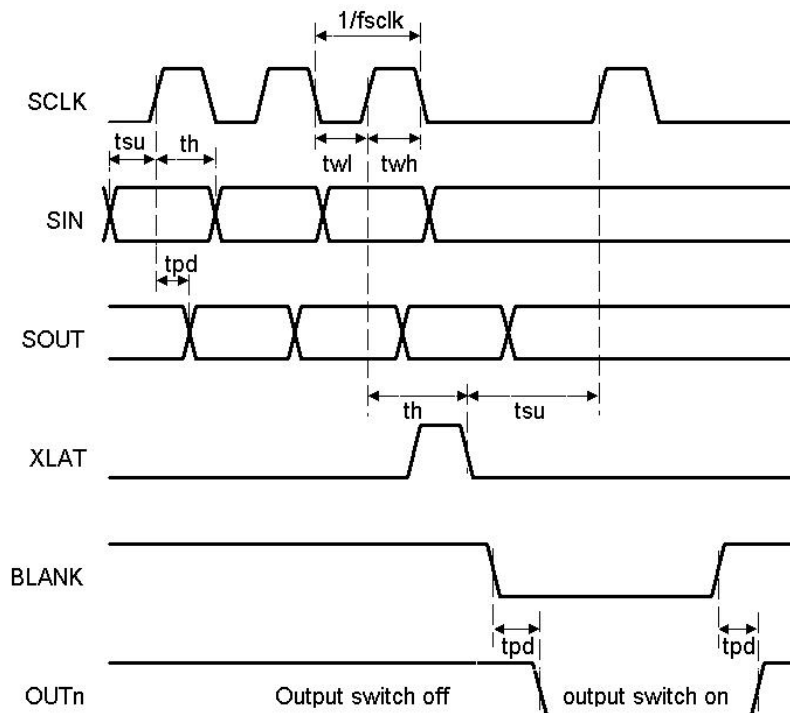 1/fsclk
SCLK
tsu th
twl twh
SIN
tpd
SOUT
th tsu
XLAT
BLANK
tpd tpd
OUTn Output switch off output switch on